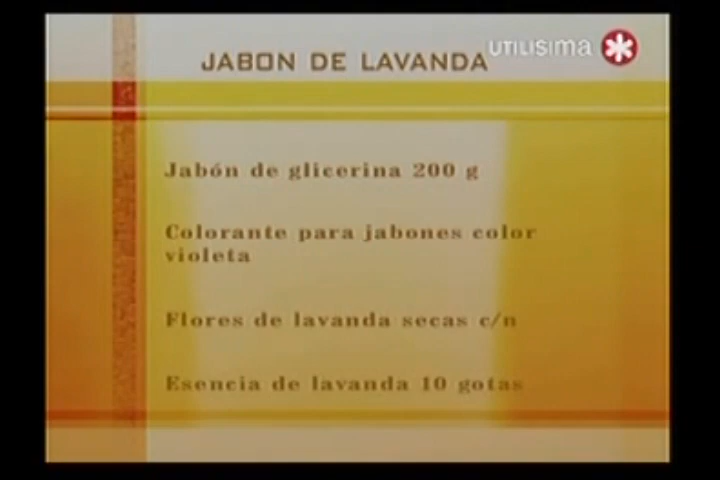 JABON DE LAVANDA
UTILISIMA
Jabón de glicerina 200 g
Colorante para jabones color
violeta
Flores de lavanda secas c/n
Esencia de lavanda 10 gotas